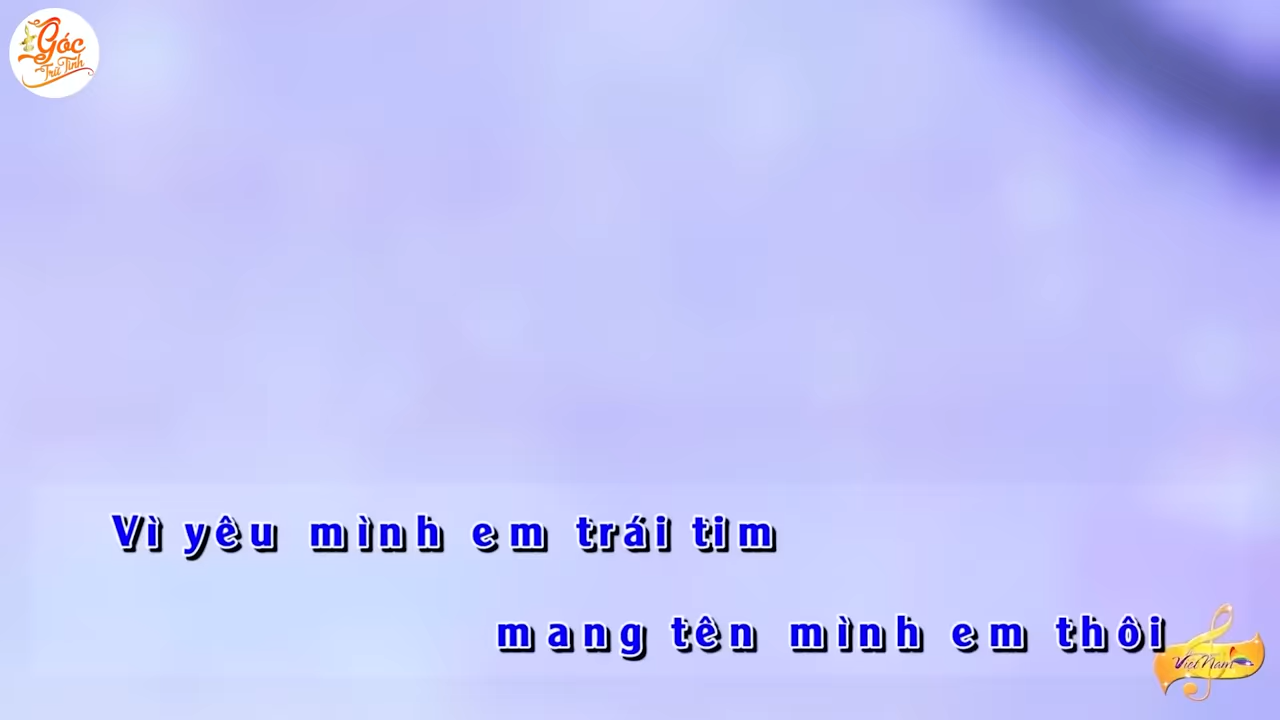 Góc
Trữ Tình
Vì yêu mình em trái tim
mang tên mình em thôi
Việt Nam